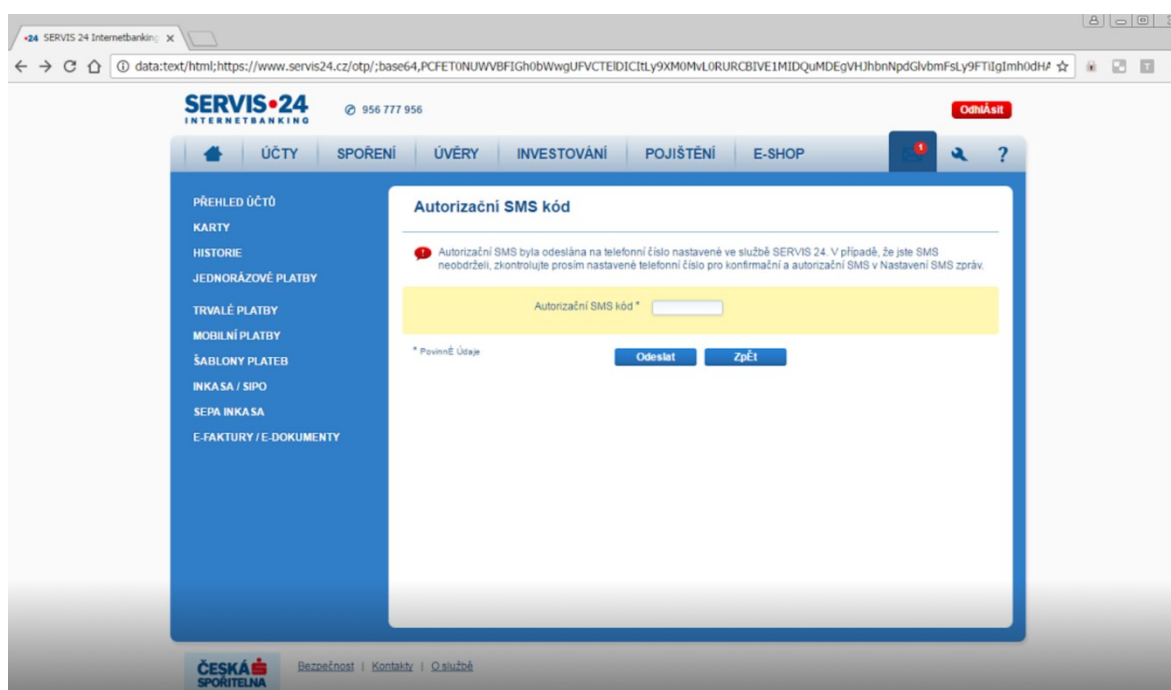 24 SERVIS 24 Internetbanking
data:text/html;https://www.servis24.cz/otp/;base64,PCFET0NUWVBFIGh0bWwgUFVCTElDICItLy9XM0MvL0RURCBIVE1MIDQuMDEgVHJhbnNpdGlvbmFsLy9FTiIgImh0dH
SERVIS 24
INTERNETBANKING
956 777 956
OdhlÁsit
ÚČTY SPOŘENÍ ÚVĚRY INVESTOVÁNÍ POJIŠTĚNÍ E-SHOP 1 ?
PŘEHLED ÚČTŮ
KARTY
HISTORIE
JEDNORÁZOVÉ PLATBY
TRVALÉ PLATBY
MOBILNÍ PLATBY
ŠABLONY PLATEB
INKASA / SIPO
SEPA INKASA
E-FAKTURY / E-DOKUMENTY
Autorizační SMS kód
Autorizační SMS byla odeslána na telefonní číslo nastavené ve službě SERVIS 24. V případě, že jste SMS
neobdrželi, zkontrolujte prosím nastavené telefonní číslo pro konfirmační a autorizační SMS v Nastavení SMS zpráv.
Autorizační SMS kód *
* PovinnÉ Údaje
Odeslat ZpĚt
ČESKÁ
SPOŘITELNA
Bezpečnost | Kontakty | O službě